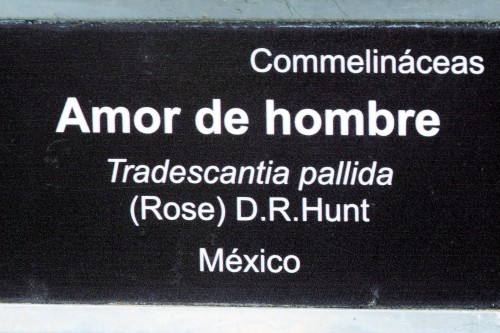 Commelináceas
Amor de hombre
Tradescantia pallida
(Rose) D.R.Hunt
México